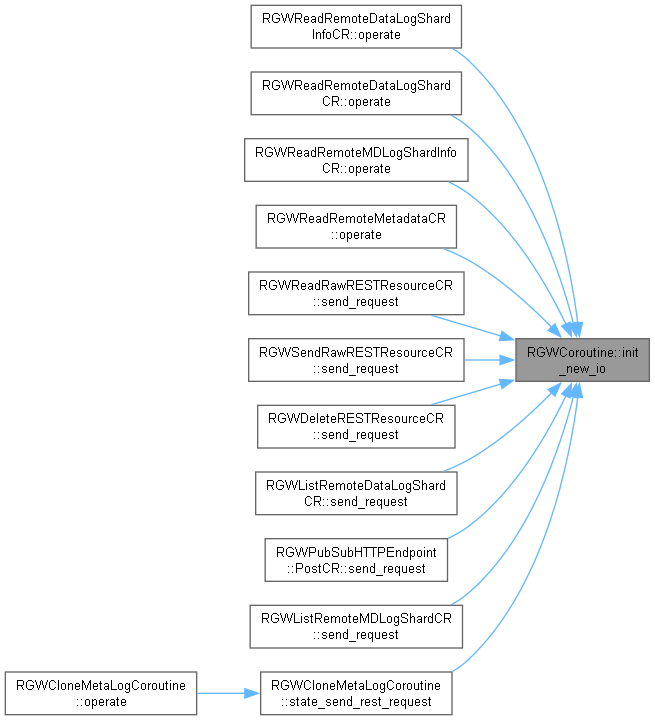 RGWReadRemoteDataLogShard
InfoCR::operate
RGWReadRemoteDataLogShard
CR::operate
RGWReadRemoteMDLogShardInfo
CR::operate
RGWReadRemoteMetadataCR
::operate
RGWReadRawRESTResourceCR
::send_request
RGWSendRawRESTResourceCR
::send_request
RGWCoroutine::init
_new_io
RGWDeleteRESTResourceCR
::send_request
RGWListRemoteDataLogShard
CR::send_request
RGWPubSubHTTPEndpoint
::PostCR::send_request
RGWListRemoteMDLogShardCR
::send_request
RGWCloneMetaLogCoroutine
::operate
RGWCloneMetaLogCoroutine
::state_send_rest_request